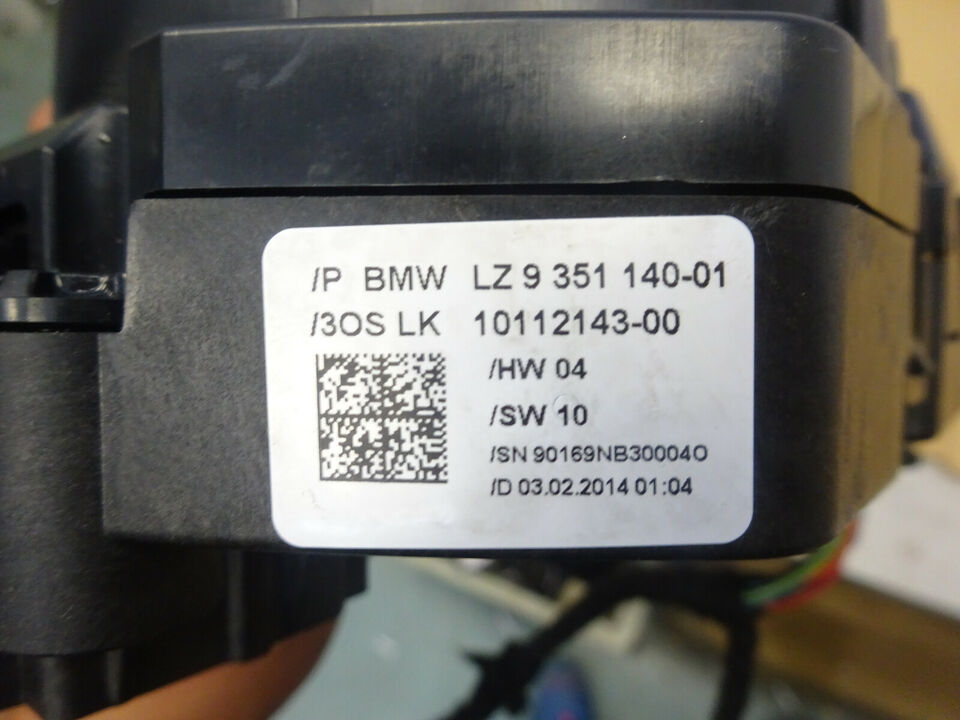 /P BMW LZ 9 351 140-01
/3OS LK 10112143-00
/HW 04
/SW 10
/SN 90169NB30004O
/D 03.02.2014 01:04